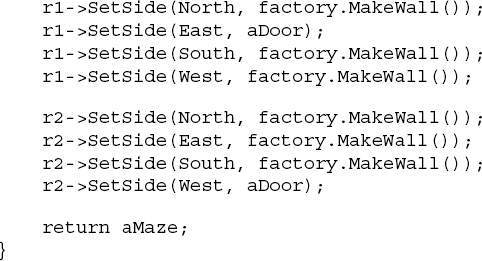 r1->SetSide(North, factory.MakeWall());
r1->SetSide(East, aDoor);
r1->SetSide(South, factory.MakeWall());
r1->SetSide(West, factory.MakeWall());
r2->SetSide(North, factory.MakeWall());
r2->SetSide(East, factory.MakeWall());
r2->SetSide(South, factory.MakeWall());
r2->SetSide(West, aDoor);
return aMaze;
}